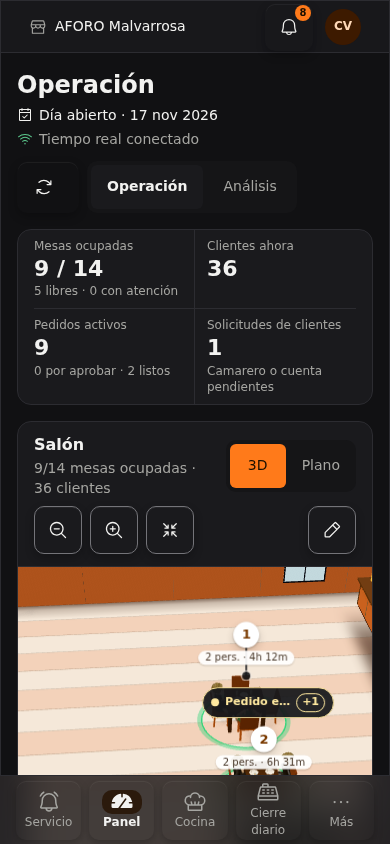 AFORO Malvarrosa
8
CV
Operación
Día abierto · 17 nov 2026
Tiempo real conectado
Operación
Análisis
Mesas ocupadas
9 / 14
5 libres · 0 con atención
Clientes ahora
36
Pedidos activos
9
0 por aprobar · 2 listos
Solicitudes de clientes
1
Camarero o cuenta
pendientes
Salón
9/14 mesas ocupadas ·
36 clientes
3D
Plano
1
2 pers. · 4h 12m
Pedido e... +1
2
2 pers. · 6h 31m
Servicio
Panel
Cocina
Cierre
diario
Más